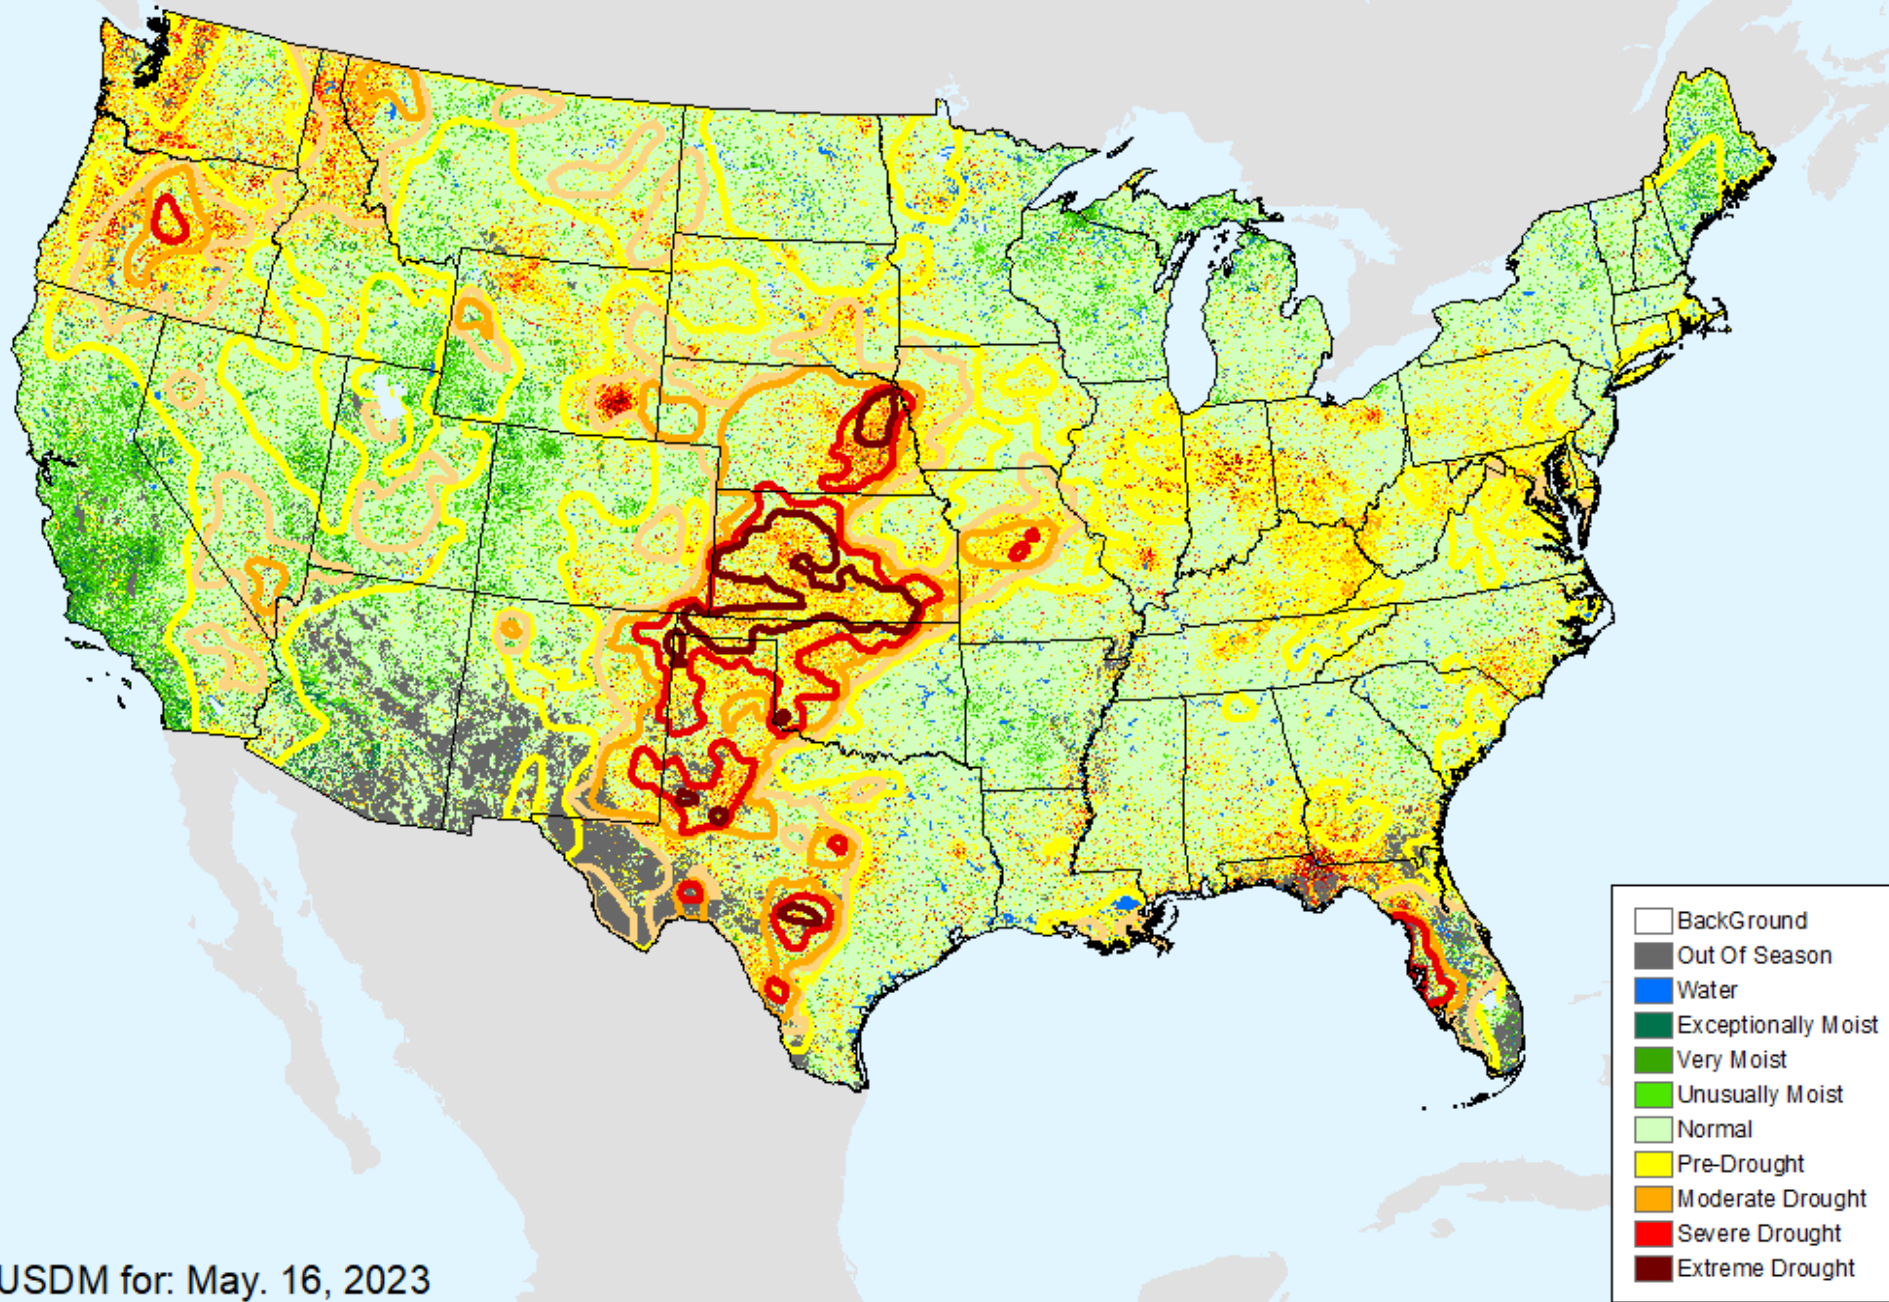 BackGround
Out Of Season
Water
Exceptionally Moist
Very Moist
Unusually Moist
Normal
Pre-Drought
Moderate Drought
Severe Drought
Extreme Drought
USDM for: May. 16, 2023